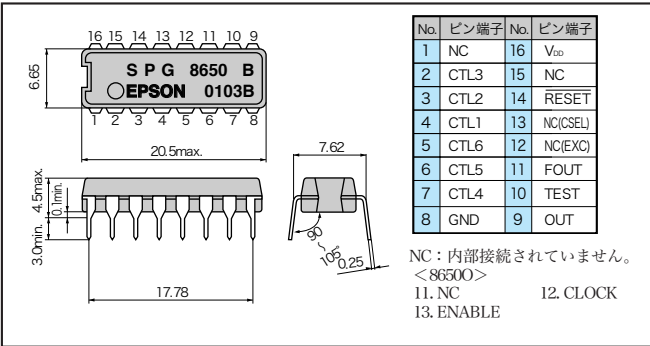 16 15 14 13 12 11 10 9
SPG 8650 B
EPSON 0103B
1 2 3 4 5 6 7 8
6.65
20.5max.
7.62
4.5max.
0.1min.
3.0min.
17.78
90~105°
0.25
No. ピン端子 No. ピン端子
1 NC 16 VDD
2 CTL3 15 NC
3 CTL2 14 RESET
4 CTL1 13 NC(CSEL)
5 CTL6 12 NC(EXC)
6 CTL5 11 FOUT
7 CTL4 10 TEST
8 GND 9 OUT
NC：内部接続されていません。
＜8650O＞
11. NC 12. CLOCK
13. ENABLE